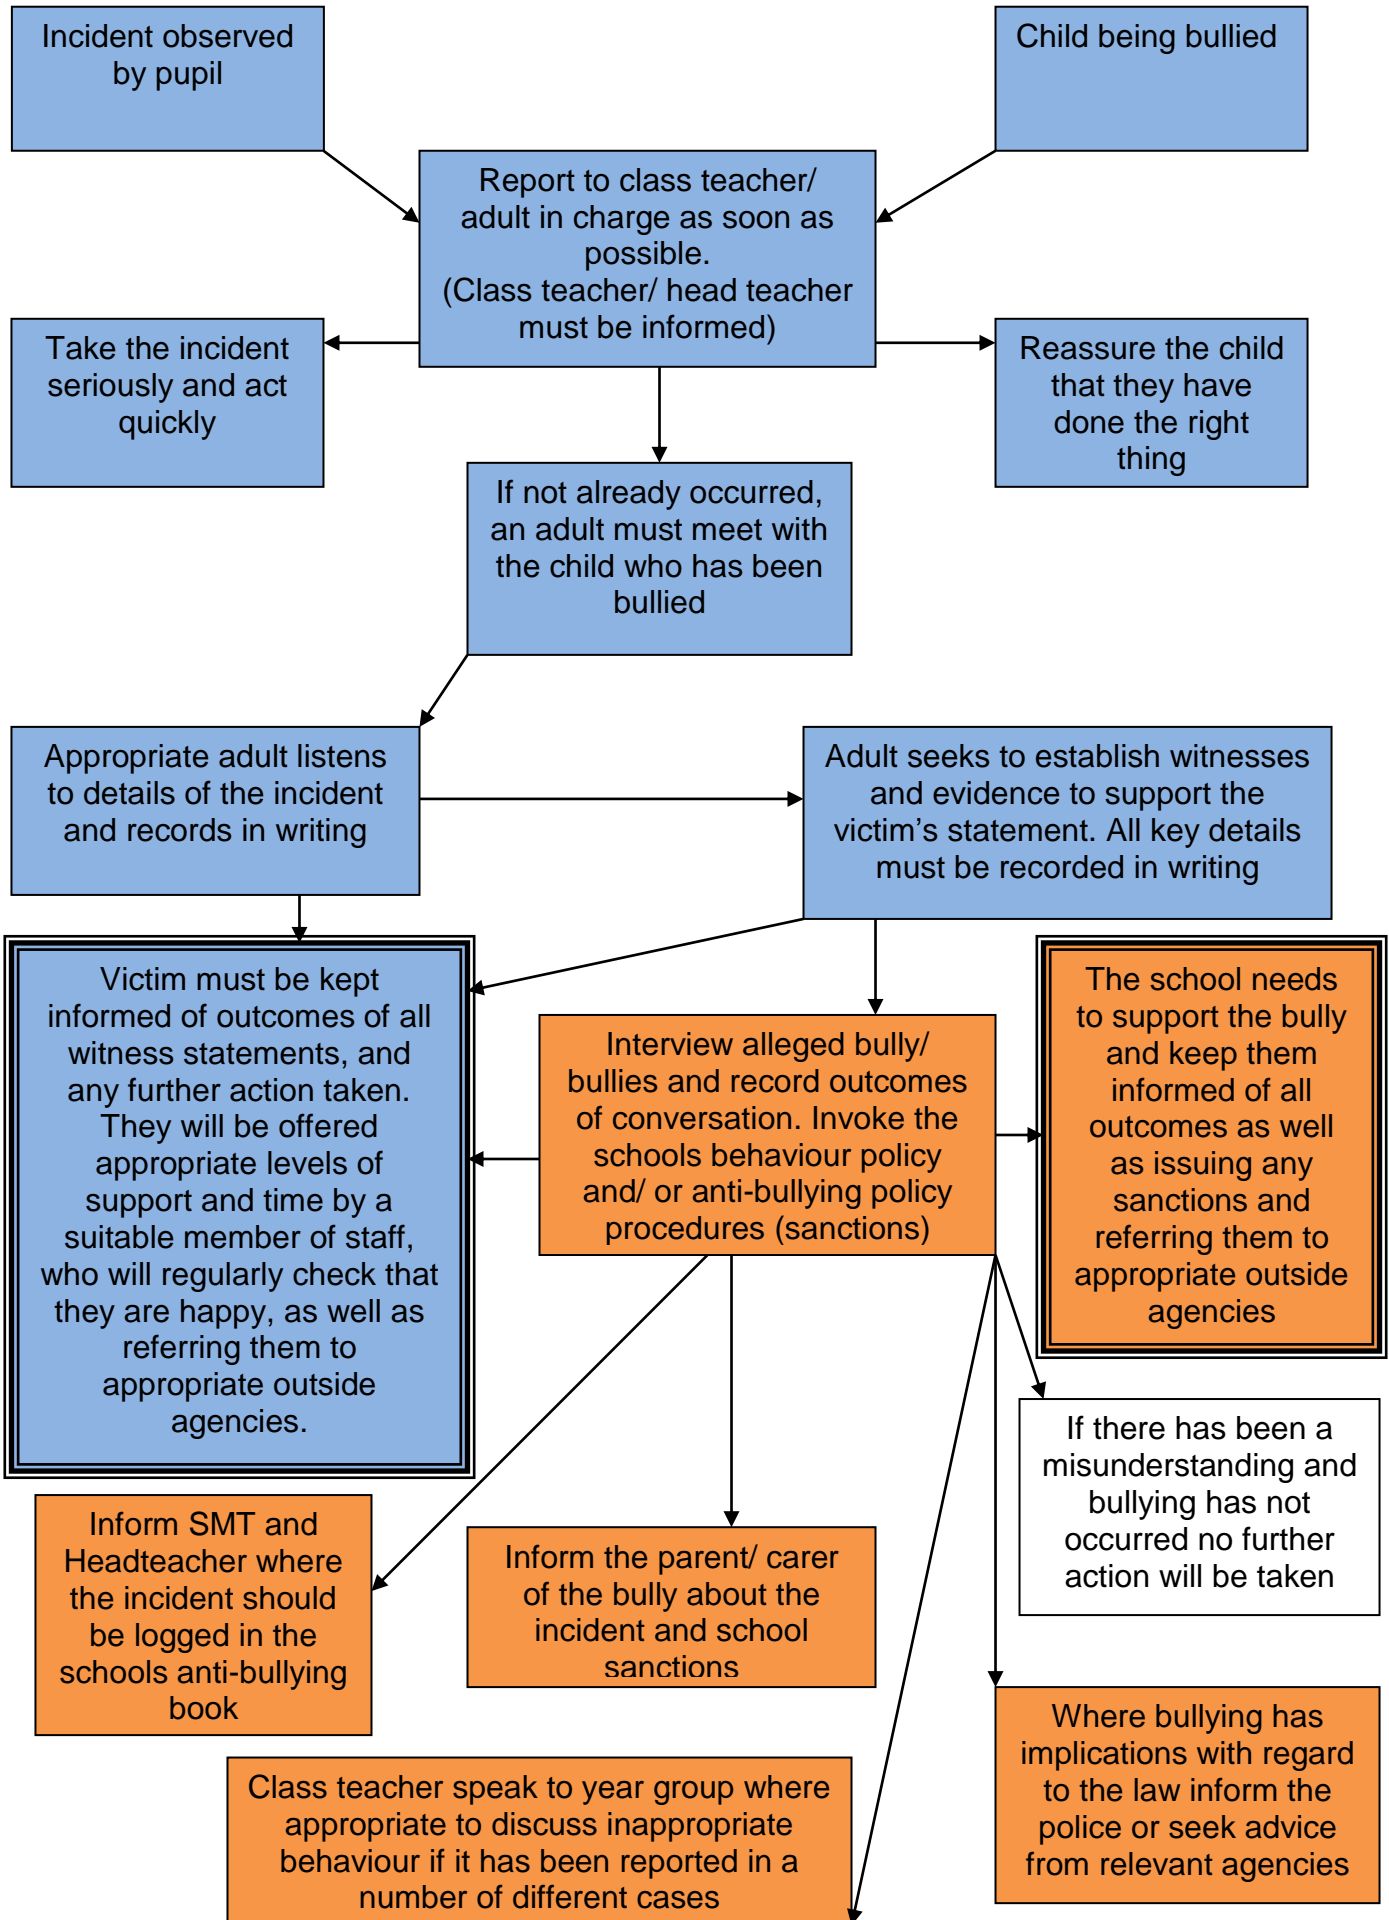 Incident observed
by pupil
Child being bullied
Report to class teacher/
adult in charge as soon as
possible.
(Class teacher/ head teacher
must be informed)
Take the incident
seriously and act
quickly
Reassure the child
that they have
done the right
thing
If not already occurred,
an adult must meet with
the child who has been
bullied
Appropriate adult listens
to details of the incident
and records in writing
Adult seeks to establish witnesses
and evidence to support the
victim’s statement. All key details
must be recorded in writing
Victim must be kept
informed of outcomes of all
witness statements, and
any further action taken.
They will be offered
appropriate levels of
support and time by a
suitable member of staff,
who will regularly check that
they are happy, as well as
referring them to
appropriate outside
agencies.
Interview alleged bully/
bullies and record outcomes
of conversation. Invoke the
schools behaviour policy
and/ or anti-bullying policy
procedures (sanctions)
The school needs
to support the bully
and keep them
informed of all
outcomes as well
as issuing any
sanctions and
referring them to
appropriate outside
agencies
If there has been a
misunderstanding and
bullying has not
occurred no further
action will be taken
Inform SMT and
Headteacher where
the incident should
be logged in the
schools anti-bullying
book
Inform the parent/ carer
of the bully about the
incident and school
sanctions
Where bullying has
implications with regard
to the law inform the
police or seek advice
from relevant agencies
Class teacher speak to year group where
appropriate to discuss inappropriate
behaviour if it has been reported in a
number of different cases